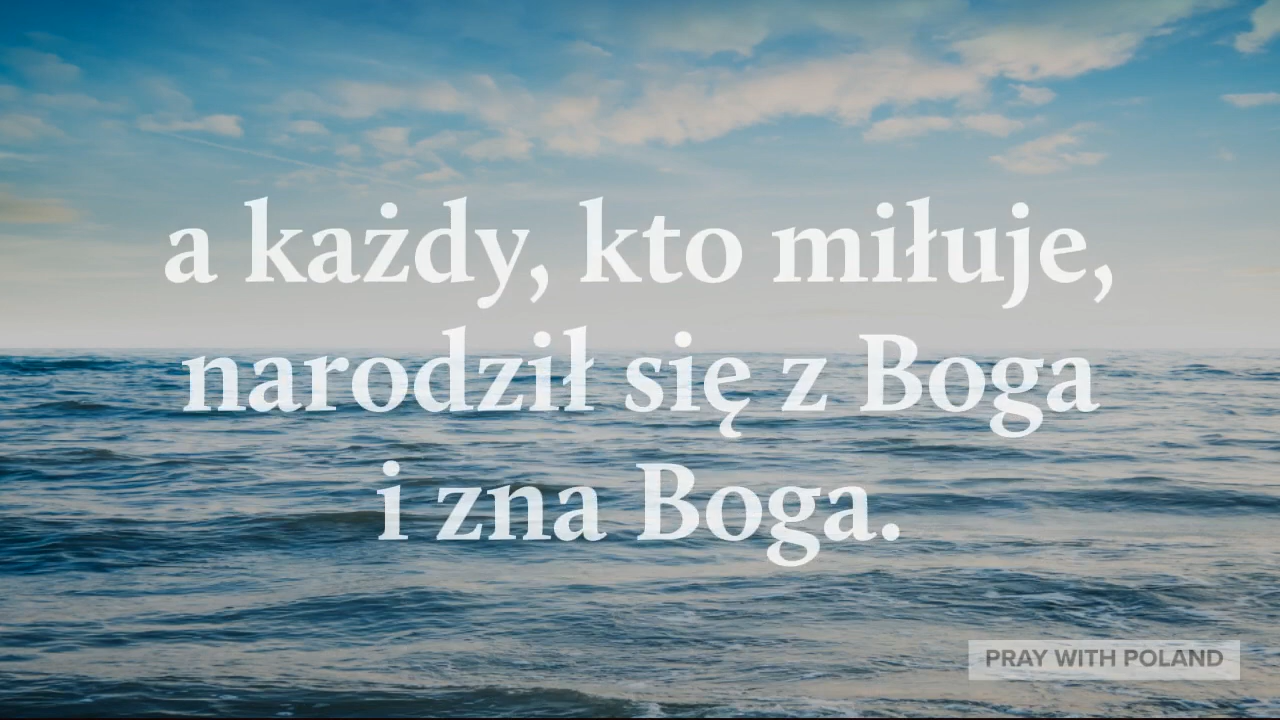 a każdy, kto miłuje,
narodził się z Boga
i zna Boga.
PRAY WITH POLAND